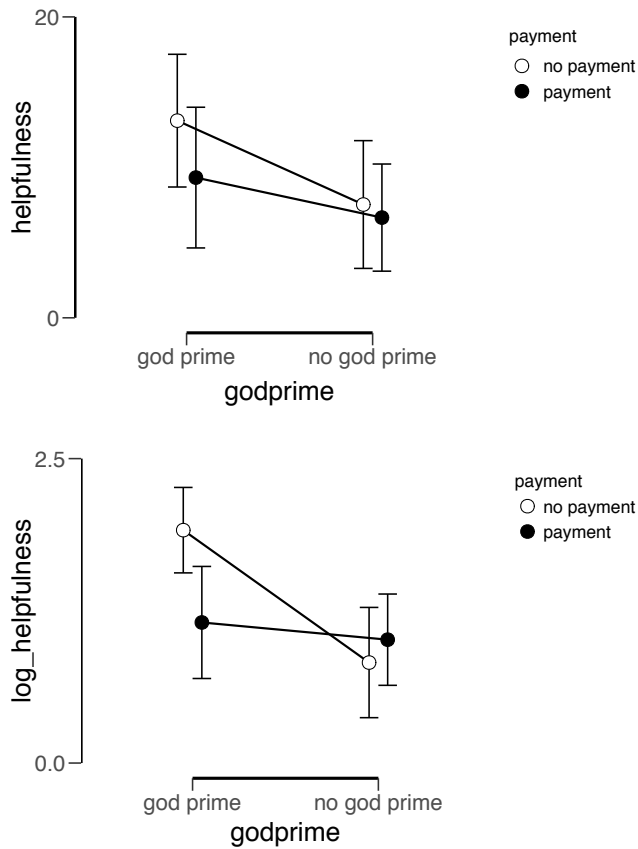 20
payment
no payment
payment
helpfulness
0
god prime no god prime
godprime
2.5
payment
no payment
payment
log_helpfulness
0.0
god prime no god prime
godprime